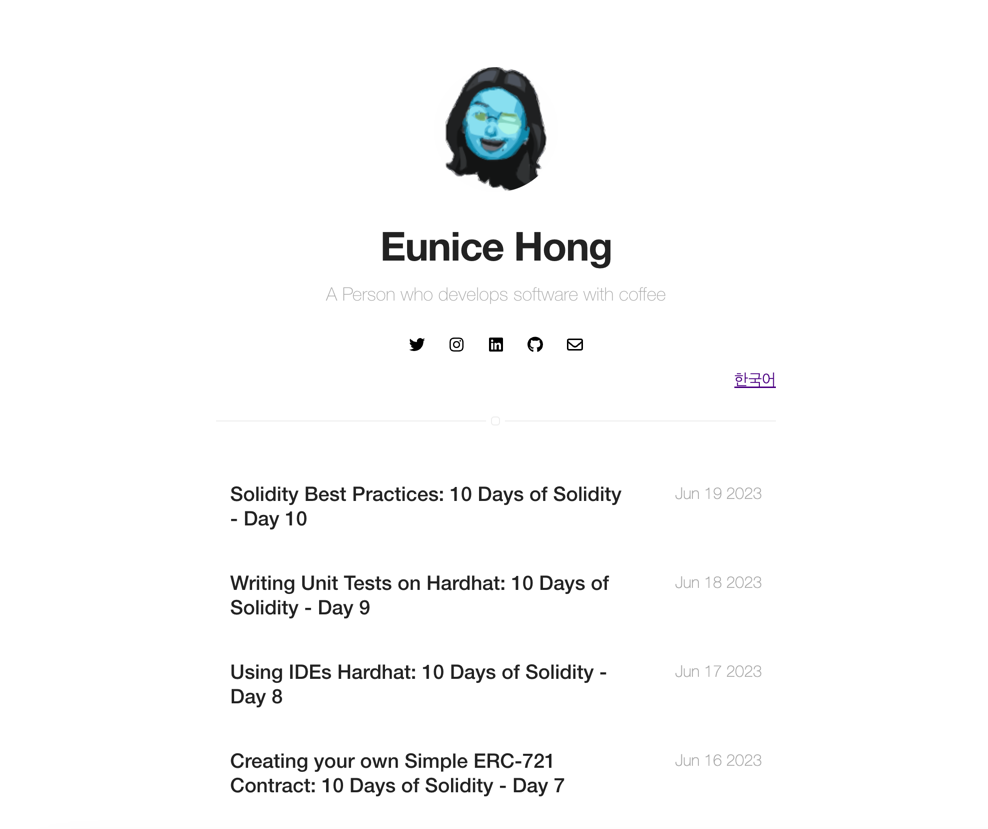 Eunice Hong
A Person who develops software with coffee
한국어
Solidity Best Practices: 10 Days of Solidity
- Day 10
Jun 19 2023
Writing Unit Tests on Hardhat: 10 Days of
Solidity - Day 9
Jun 18 2023
Using IDEs Hardhat: 10 Days of Solidity -
Day 8
Jun 17 2023
Creating your own Simple ERC-721
Contract: 10 Days of Solidity - Day 7
Jun 16 2023